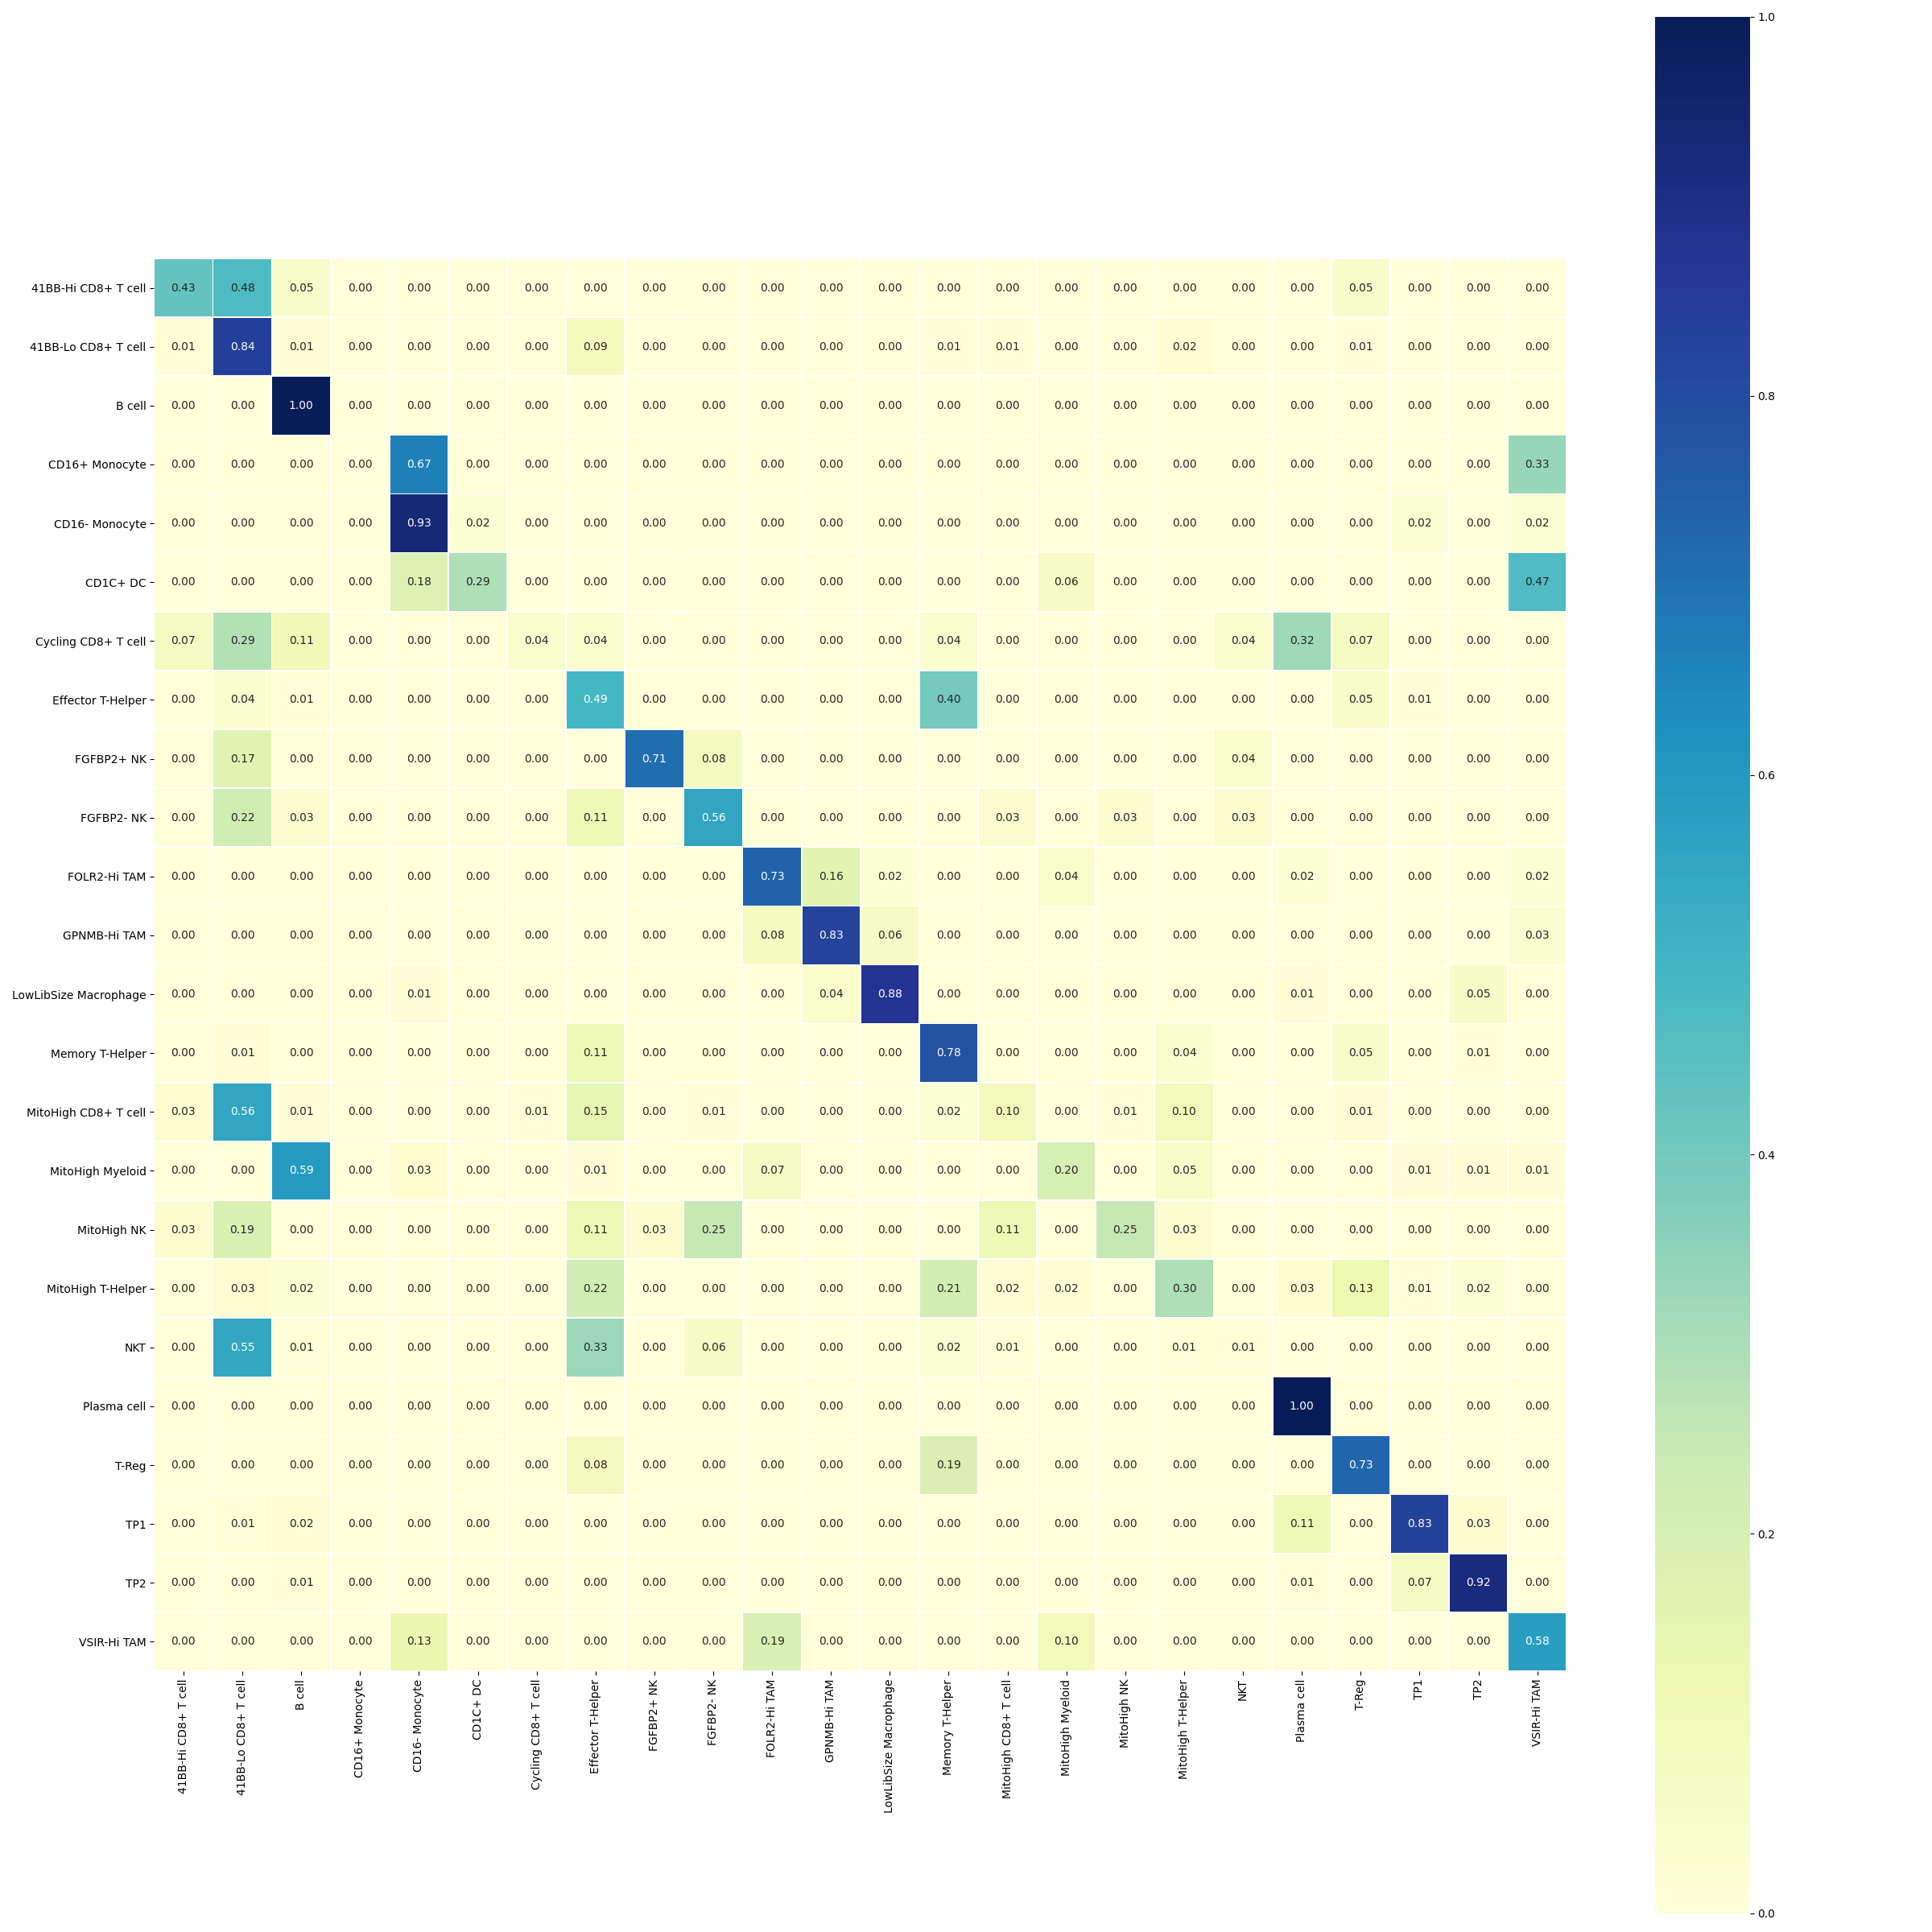 1.0
41BB-Hi CD8+ T cell 0.43 0.48 0.05 0.00 0.00 0.00 0.00 0.00 0.00 0.00 0.00 0.00 0.00 0.00 0.00 0.00 0.00 0.00 0.00 0.00 0.05 0.00 0.00 0.00
41BB-Lo CD8+ T cell 0.01 0.84 0.01 0.00 0.00 0.00 0.00 0.09 0.00 0.00 0.00 0.00 0.00 0.01 0.01 0.00 0.00 0.02 0.00 0.00 0.01 0.00 0.00 0.00
0.8
B cell 0.00 0.00 1.00 0.00 0.00 0.00 0.00 0.00 0.00 0.00 0.00 0.00 0.00 0.00 0.00 0.00 0.00 0.00 0.00 0.00 0.00 0.00 0.00 0.00
CD16+ Monocyte 0.00 0.00 0.00 0.00 0.67 0.00 0.00 0.00 0.00 0.00 0.00 0.00 0.00 0.00 0.00 0.00 0.00 0.00 0.00 0.00 0.00 0.00 0.00 0.33
CD16- Monocyte 0.00 0.00 0.00 0.00 0.93 0.02 0.00 0.00 0.00 0.00 0.00 0.00 0.00 0.00 0.00 0.00 0.00 0.00 0.00 0.00 0.00 0.02 0.00 0.02
CD1C+ DC 0.00 0.00 0.00 0.00 0.18 0.29 0.00 0.00 0.00 0.00 0.00 0.00 0.00 0.00 0.00 0.06 0.00 0.00 0.00 0.00 0.00 0.00 0.00 0.47
Cycling CD8+ T cell 0.07 0.29 0.11 0.00 0.00 0.00 0.04 0.04 0.00 0.00 0.00 0.00 0.00 0.04 0.00 0.00 0.00 0.00 0.04 0.32 0.07 0.00 0.00 0.00
Effector T-Helper 0.00 0.04 0.01 0.00 0.00 0.00 0.00 0.49 0.00 0.00 0.00 0.00 0.00 0.40 0.00 0.00 0.00 0.00 0.00 0.00 0.05 0.01 0.00 0.00
FGFBP2+ NK 0.00 0.17 0.00 0.00 0.00 0.00 0.00 0.00 0.71 0.08 0.00 0.00 0.00 0.00 0.00 0.00 0.00 0.00 0.04 0.00 0.00 0.00 0.00 0.00
0.6
FGFBP2- NK 0.00 0.22 0.03 0.00 0.00 0.00 0.00 0.11 0.00 0.56 0.00 0.00 0.00 0.00 0.03 0.00 0.03 0.00 0.03 0.00 0.00 0.00 0.00 0.00
FOLR2-Hi TAM 0.00 0.00 0.00 0.00 0.00 0.00 0.00 0.00 0.00 0.00 0.73 0.16 0.02 0.00 0.00 0.04 0.00 0.00 0.00 0.02 0.00 0.00 0.00 0.02
GPNMB-Hi TAM 0.00 0.00 0.00 0.00 0.00 0.00 0.00 0.00 0.00 0.00 0.08 0.83 0.06 0.00 0.00 0.00 0.00 0.00 0.00 0.00 0.00 0.00 0.00 0.03
LowLibSize Macrophage 0.00 0.00 0.00 0.00 0.01 0.00 0.00 0.00 0.00 0.00 0.00 0.04 0.88 0.00 0.00 0.00 0.00 0.00 0.00 0.01 0.00 0.00 0.05 0.00
Memory T-Helper 0.00 0.01 0.00 0.00 0.00 0.00 0.00 0.11 0.00 0.00 0.00 0.00 0.00 0.78 0.00 0.00 0.00 0.04 0.00 0.00 0.05 0.00 0.01 0.00
MitoHigh CD8+ T cell 0.03 0.56 0.01 0.00 0.00 0.00 0.01 0.15 0.00 0.01 0.00 0.00 0.00 0.02 0.10 0.00 0.01 0.10 0.00 0.00 0.01 0.00 0.00 0.00
0.4
MitoHigh Myeloid 0.00 0.00 0.59 0.00 0.03 0.00 0.00 0.01 0.00 0.00 0.07 0.00 0.00 0.00 0.00 0.20 0.00 0.05 0.00 0.00 0.00 0.01 0.01 0.01
MitoHigh NK 0.03 0.19 0.00 0.00 0.00 0.00 0.00 0.11 0.03 0.25 0.00 0.00 0.00 0.00 0.11 0.00 0.25 0.03 0.00 0.00 0.00 0.00 0.00 0.00
MitoHigh T-Helper 0.00 0.03 0.02 0.00 0.00 0.00 0.00 0.22 0.00 0.00 0.00 0.00 0.00 0.21 0.02 0.02 0.00 0.30 0.00 0.03 0.13 0.01 0.02 0.00
NKT 0.00 0.55 0.01 0.00 0.00 0.00 0.00 0.33 0.00 0.06 0.00 0.00 0.00 0.02 0.01 0.00 0.00 0.01 0.01 0.00 0.00 0.00 0.00 0.00
Plasma cell 0.00 0.00 0.00 0.00 0.00 0.00 0.00 0.00 0.00 0.00 0.00 0.00 0.00 0.00 0.00 0.00 0.00 0.00 0.00 1.00 0.00 0.00 0.00 0.00
T-Reg 0.00 0.00 0.00 0.00 0.00 0.00 0.00 0.08 0.00 0.00 0.00 0.00 0.00 0.19 0.00 0.00 0.00 0.00 0.00 0.00 0.73 0.00 0.00 0.00
TP1 0.00 0.01 0.02 0.00 0.00 0.00 0.00 0.00 0.00 0.00 0.00 0.00 0.00 0.00 0.00 0.00 0.00 0.00 0.00 0.11 0.00 0.83 0.03 0.00
0.2
TP2 0.00 0.00 0.01 0.00 0.00 0.00 0.00 0.00 0.00 0.00 0.00 0.00 0.00 0.00 0.00 0.00 0.00 0.00 0.00 0.01 0.00 0.07 0.92 0.00
VSIR-Hi TAM 0.00 0.00 0.00 0.00 0.13 0.00 0.00 0.00 0.00 0.00 0.19 0.00 0.00 0.00 0.00 0.10 0.00 0.00 0.00 0.00 0.00 0.00 0.00 0.58
41BB-Hi CD8+ T cell
41BB-Lo CD8+ T cell
B cell
CD16+ Monocyte
CD16- Monocyte
CD1C+ DC
Cycling CD8+ T cell
Effector T-Helper
FGFBP2+ NK
FGFBP2- NK
FOLR2-Hi TAM
GPNMB-Hi TAM
LowLibSize Macrophage
Memory T-Helper
MitoHigh CD8+ T cell
MitoHigh Myeloid
MitoHigh NK
MitoHigh T-Helper
NKT
Plasma cell
T-Reg
TP1
TP2
VSIR-Hi TAM
0.0